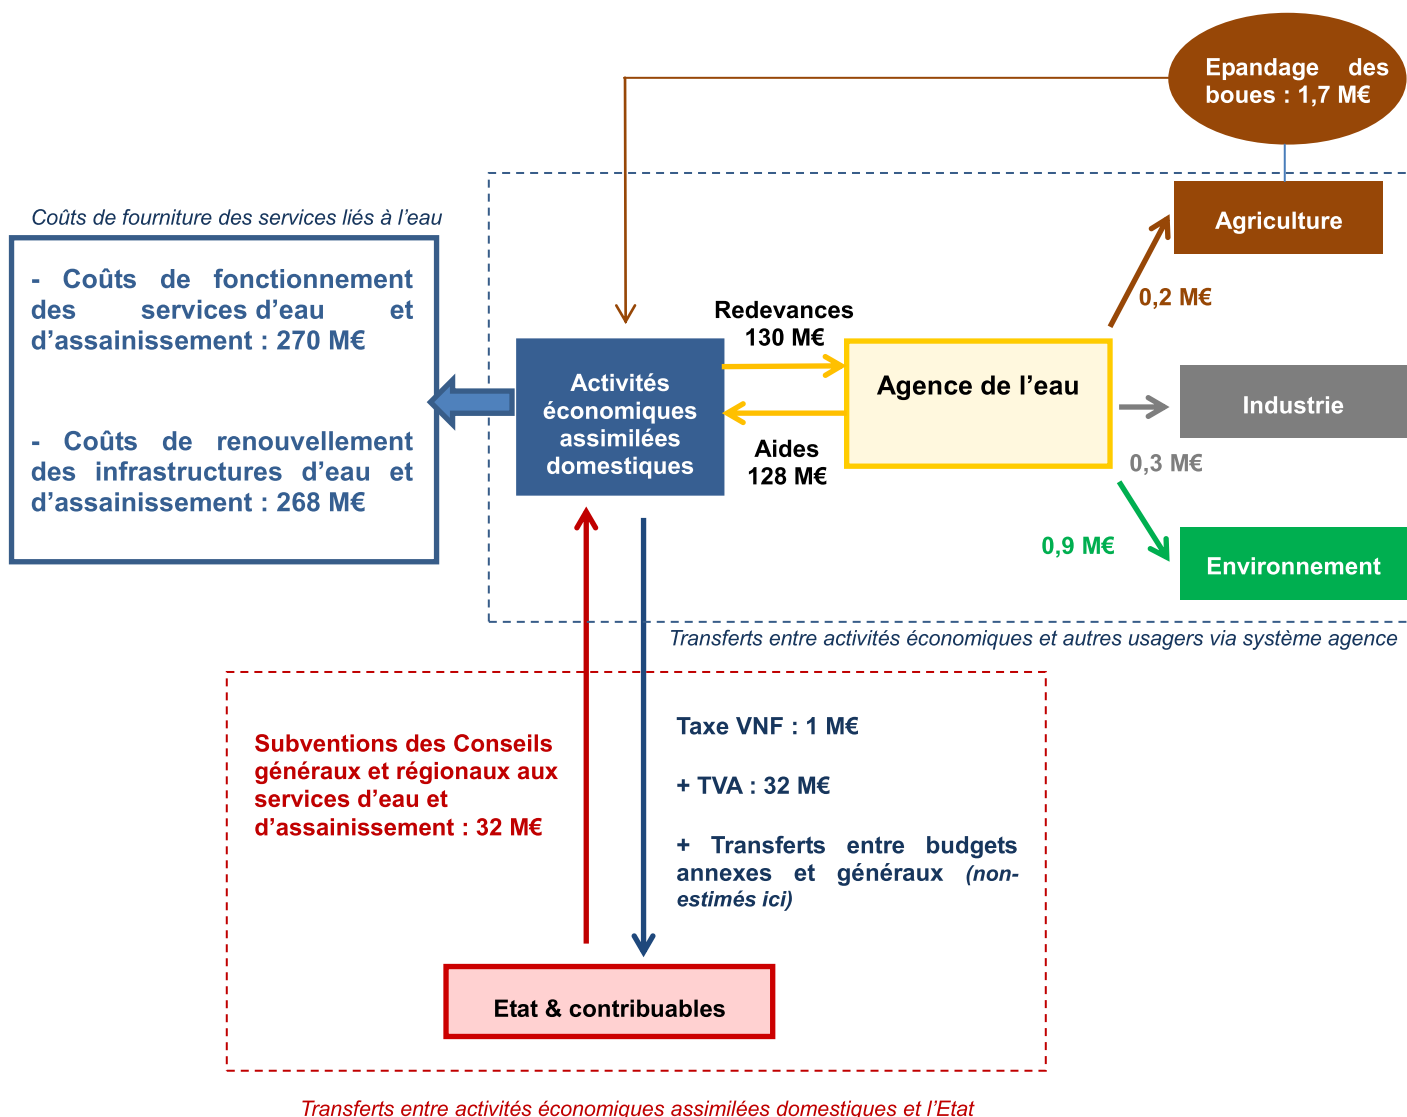 Epandage des
boues : 1,7 M€
Agriculture
0,2 M€
Coûts de fourniture des services liés à l’eau
- Coûts de fonctionnement
des services d’eau et
d’assainissement : 270 M€
- Coûts de renouvellement
des infrastructures d’eau et
d’assainissement : 268 M€
Activités
économiques
assimilées
domestiques
Redevances
130 M€
Aides
128 M€
Agence de l’eau
Industrie
0,3 M€
0,9 M€
Environnement
Transferts entre activités économiques et autres usagers via système agence
Subventions des Conseils
généraux et régionaux aux
services d’eau et
d’assainissement : 32 M€
Taxe VNF : 1 M€
+ TVA : 32 M€
+ Transferts entre budgets
annexes et généraux (non-
estimés ici)
Etat & contribuables
Transferts entre activités économiques assimilées domestiques et l’Etat